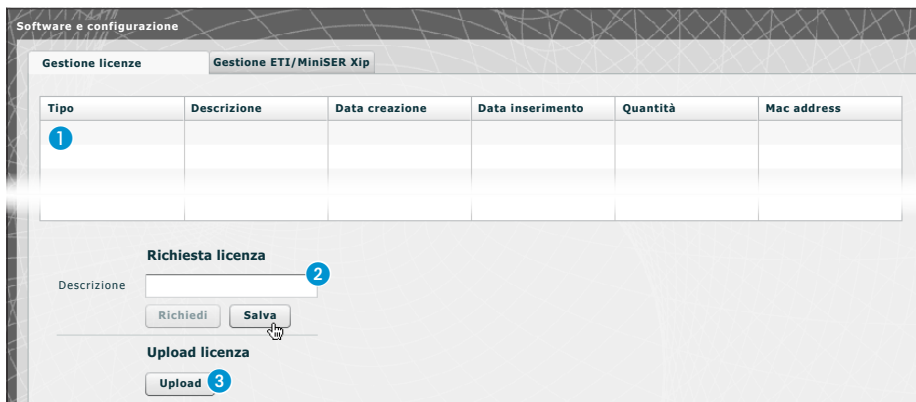 Software e configurazione
Gestione licenze Gestione ETI/MiniSER Xip
Tipo Descrizione Data creazione Data inserimento Quantità Mac address
1
Richiesta licenza
2
Descrizione
Richiedi Salva
Upload licenza
Upload 3